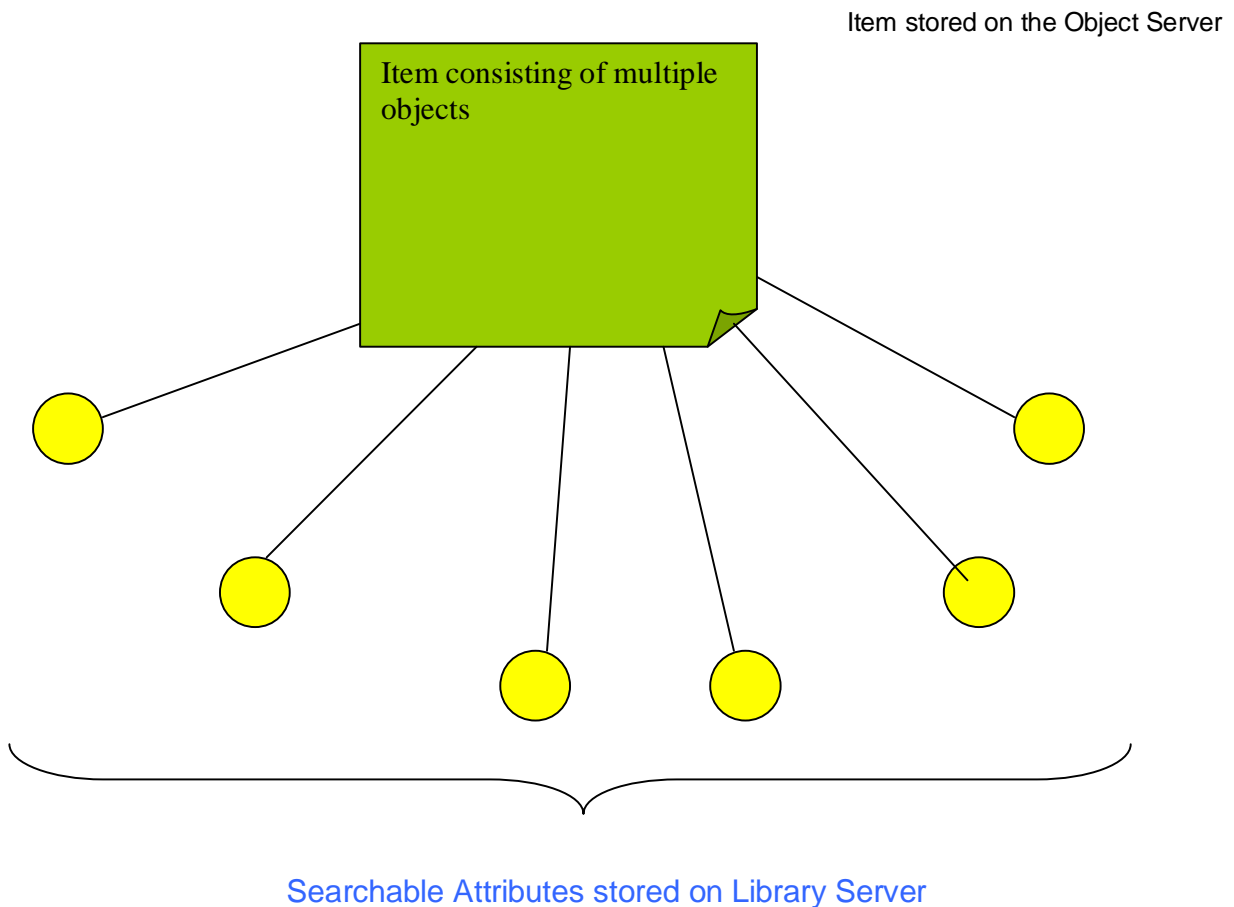 Item stored on the Object Server
Item consisting of multiple
objects
Searchable Attributes stored on Library Server